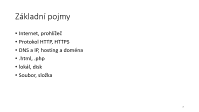 Základní pojmy
• Internet, prohlížeč
• Protokol HTTP, HTTPS
• DNS a IP, hosting a doména
• .html, .php
• lokál, disk
• Soubor, složka